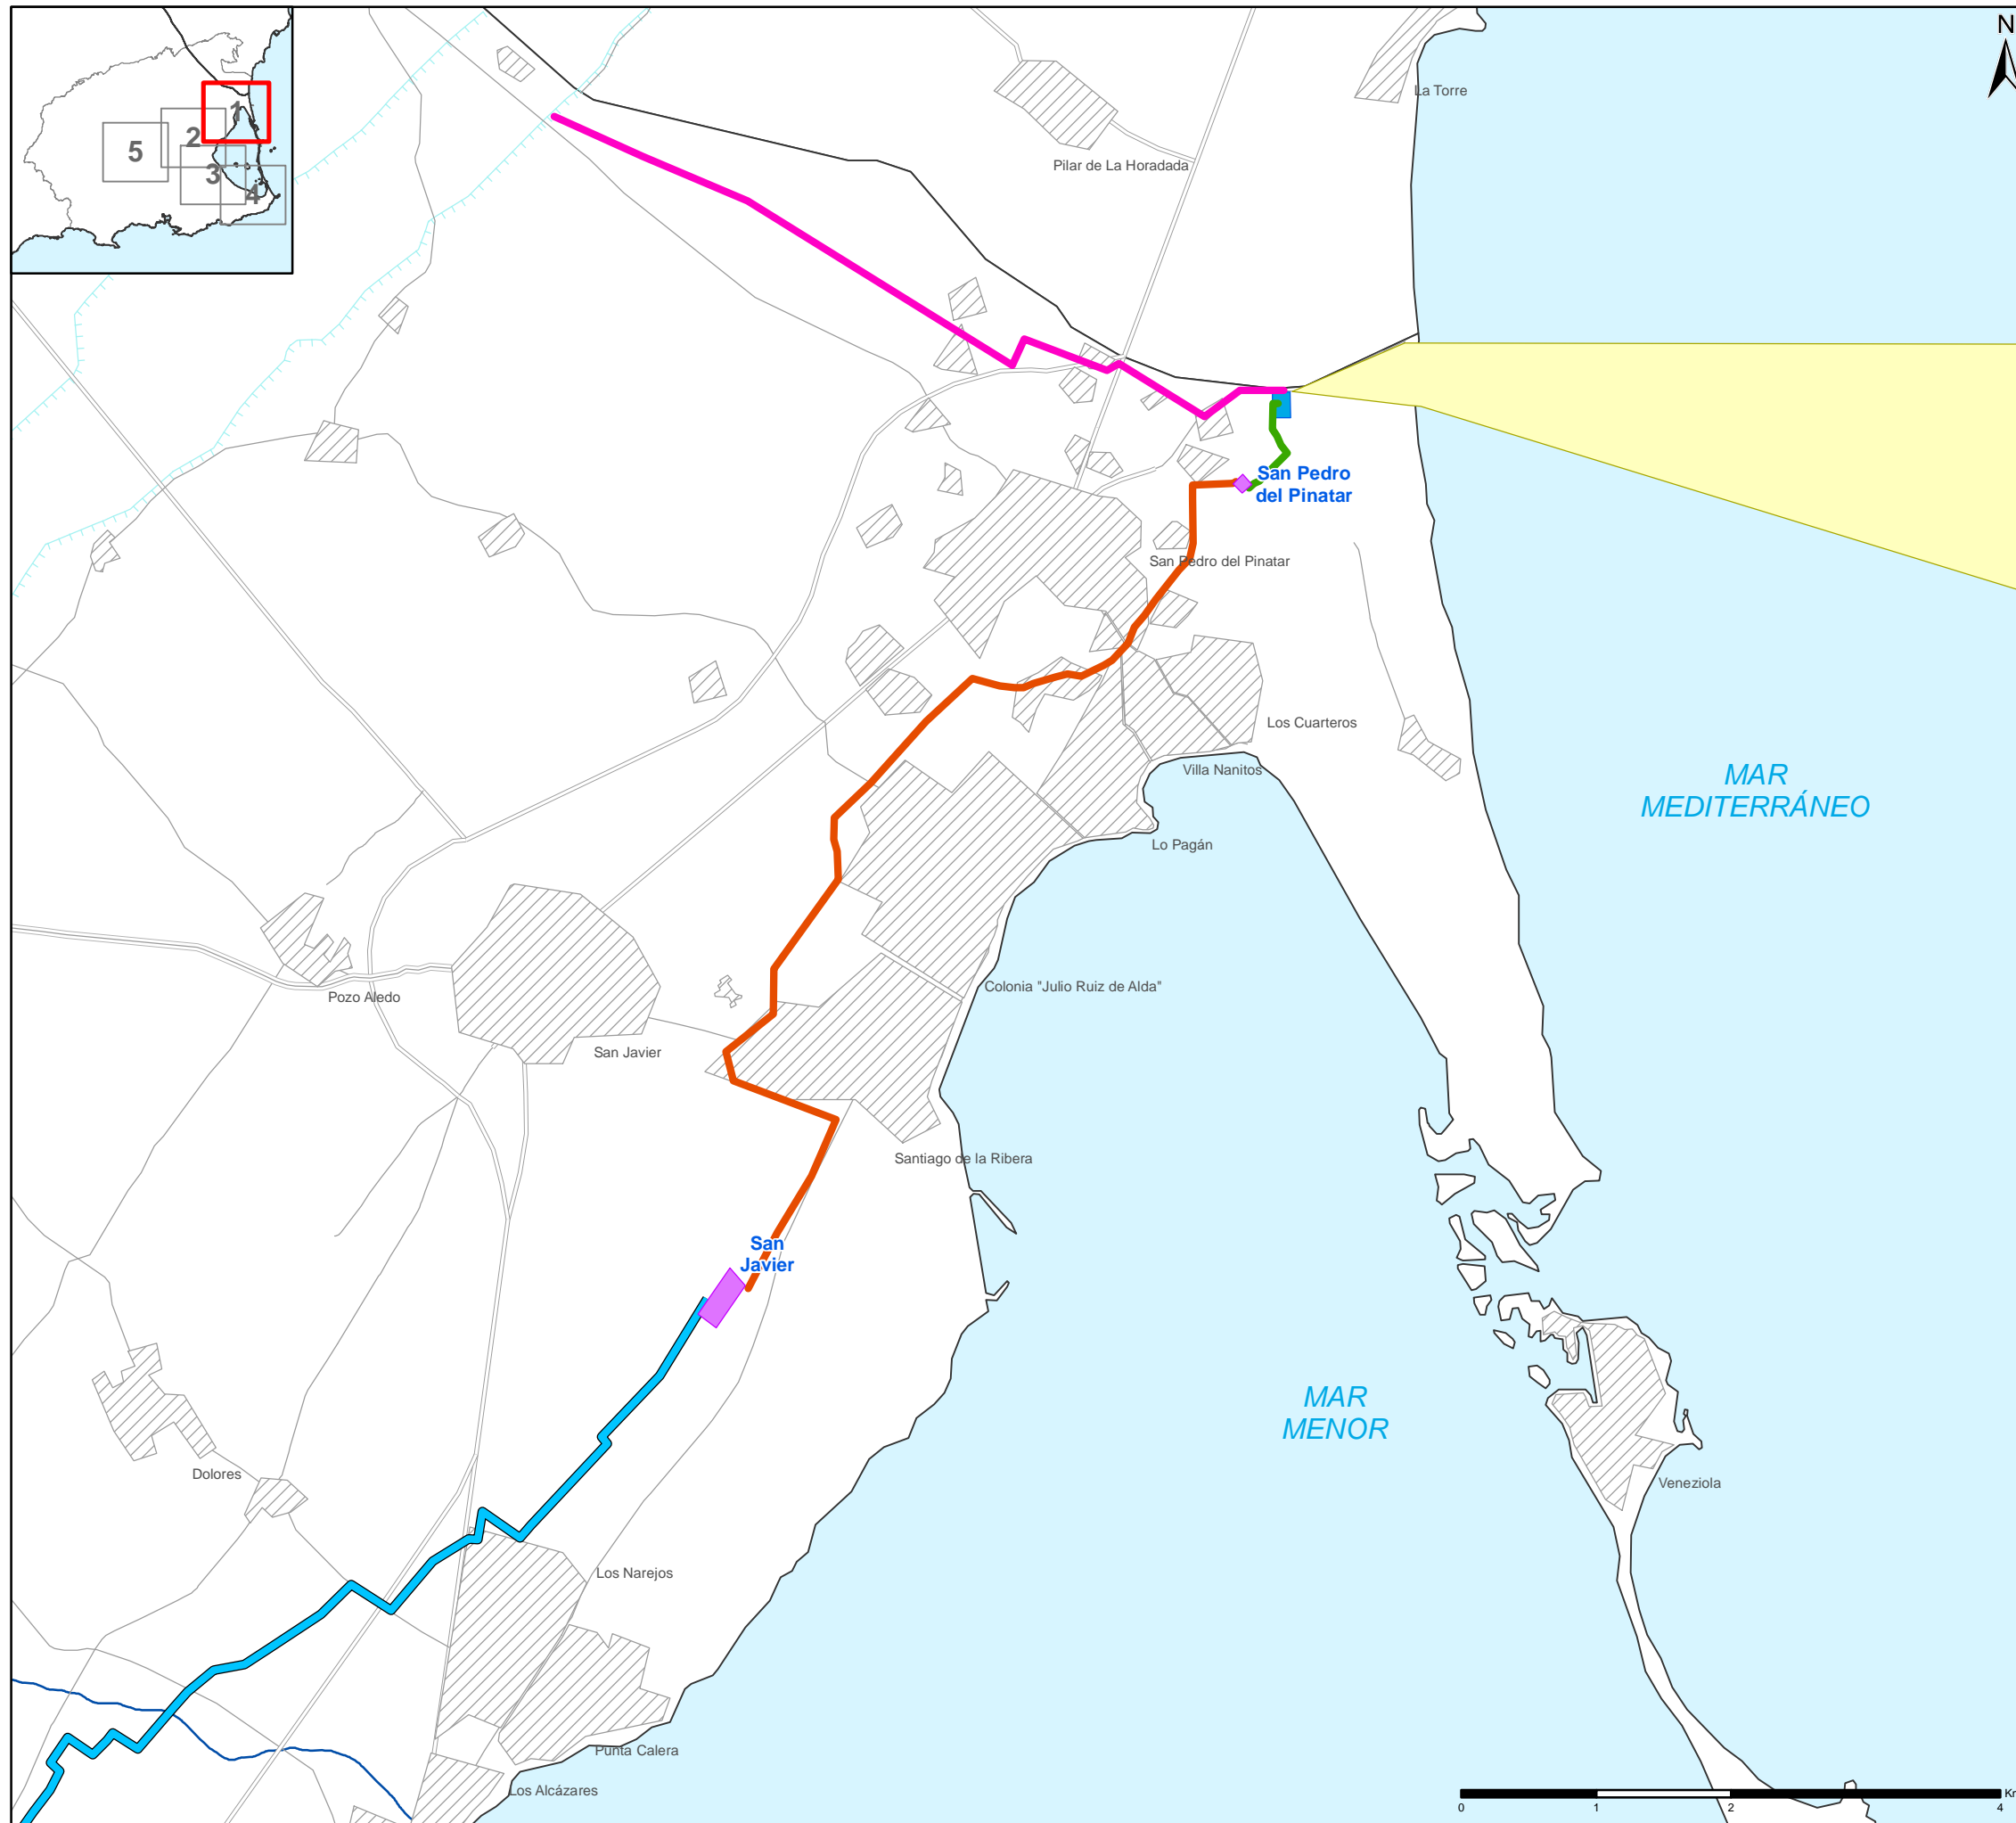 N
1
2
5
3
4
La Torre
Pilar de La Horadada
San Pedro
del Pinatar
San Pedro del Pinatar
Los Cuarteros
Villa Nanitos
MAR
MEDITERRÁNEO
Lo Pagán
Colonia "Julio Ruiz de Alda"
Pozo Aledo
San Javier
Santiago de la Ribera
San
Javier
MAR
MENOR
Dolores
Veneziola
Los Narejos
Punta Calera
Los Alcázares
Km
0 1 2 4